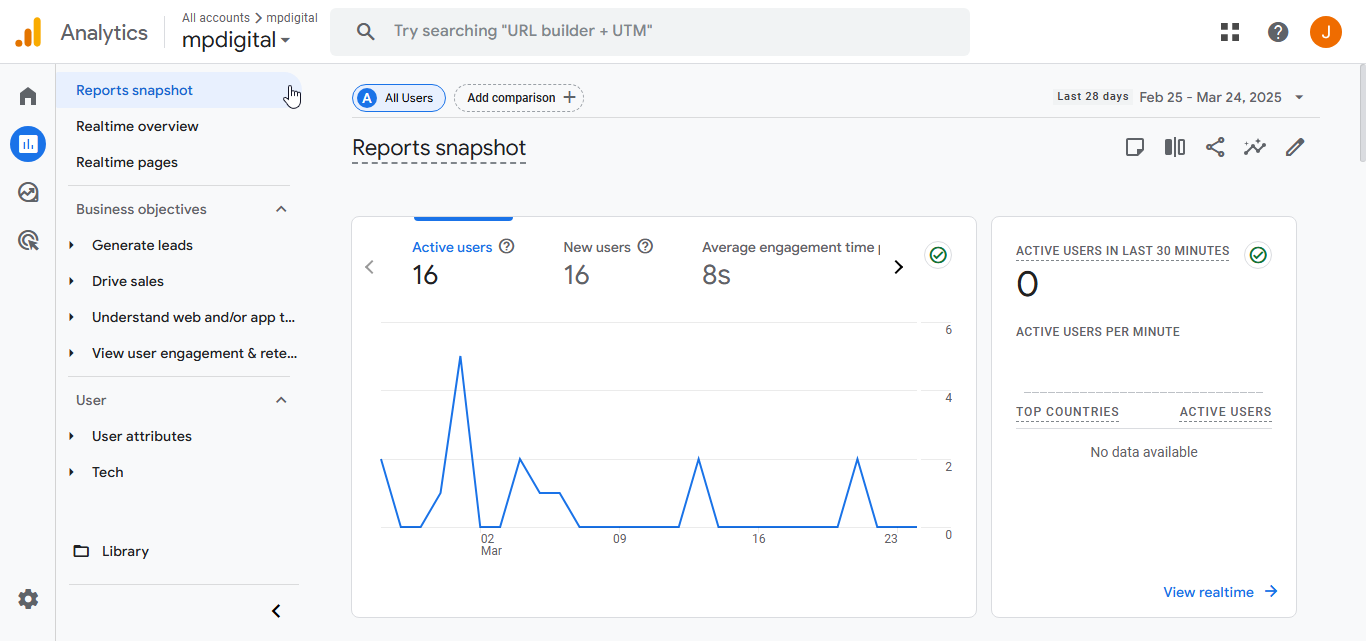 Analytics
All accounts > mpdigital
mpdigital
Try searching "URL builder + UTM"
J
Reports snapshot
Realtime overview
Realtime pages
Business objectives
Generate leads
Drive sales
Understand web and/or app t...
View user engagement & rete...
User
User attributes
Tech
Library
A All Users
Add comparison +
Last 28 days Feb 25 - Mar 24, 2025
Reports snapshot
Active users
16
New users
16
Average engagement time
8s
6
4
2
0
02
Mar
09
16
23
ACTIVE USERS IN LAST 30 MINUTES
0
ACTIVE USERS PER MINUTE
TOP COUNTRIES ACTIVE USERS
No data available
View realtime